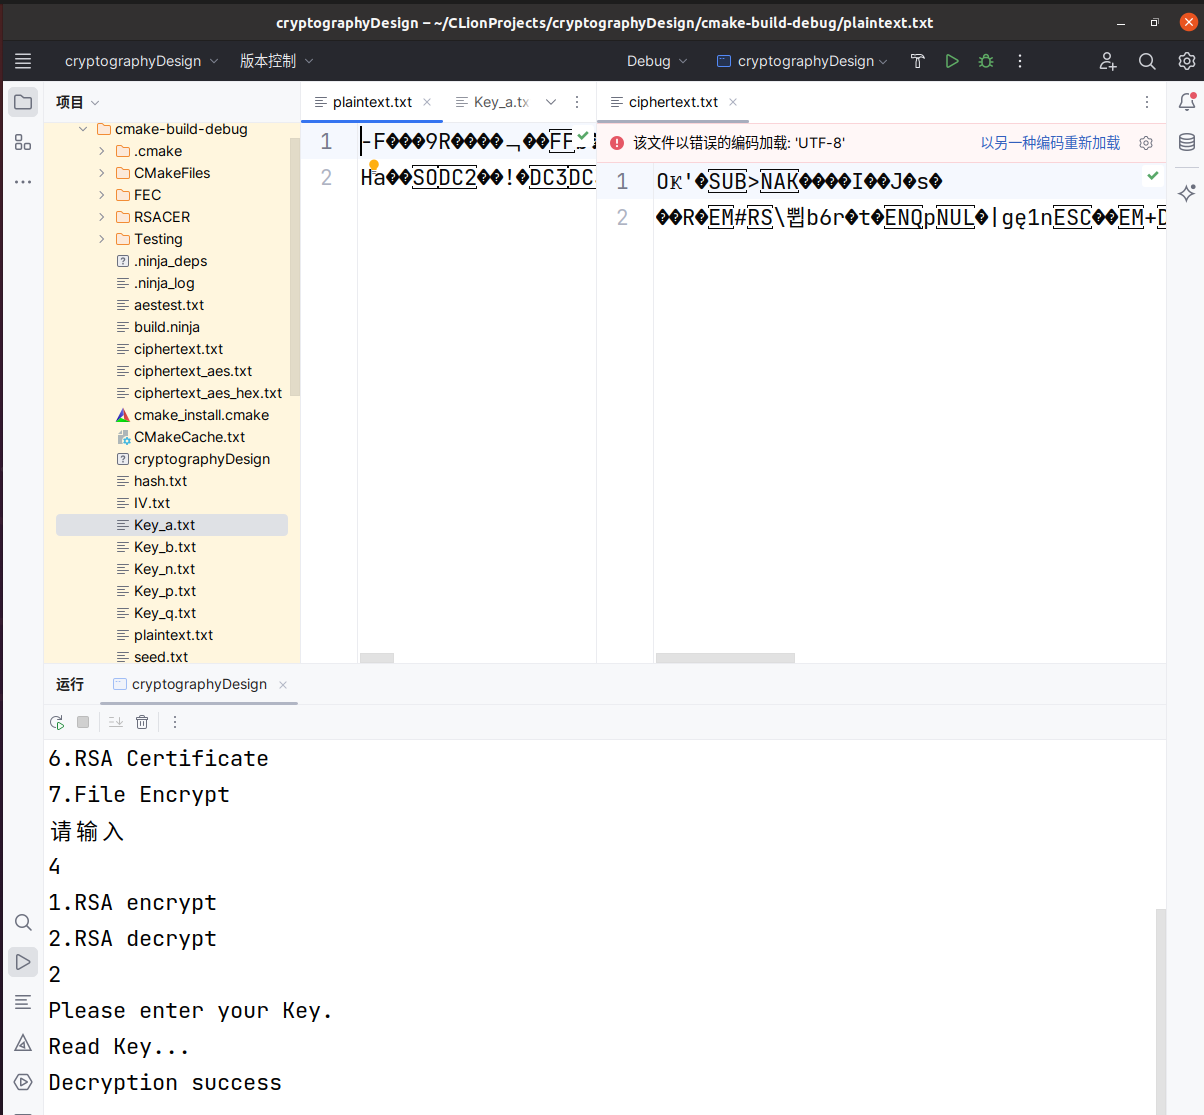 cryptographyDesign – ~/CLionProjects/cryptographyDesign/cmake-build-debug/plaintext.txt
cryptographyDesign 版本控制 Debug cryptographyDesign
项目
cmake-build-debug
.cmake
CMakeFiles
FEC
RSACER
Testing
.ninja_deps
.ninja_log
aestest.txt
build.ninja
ciphertext.txt
ciphertext_aes.txt
ciphertext_aes_hex.txt
cmake_install.cmake
CMakeCache.txt
cryptographyDesign
hash.txt
IV.txt
Key_a.txt
Key_b.txt
Key_n.txt
Key_p.txt
Key_q.txt
plaintext.txt
seed.txt
plaintext.txt Key_a.tx
1 -F���9R����﹁��FF
2 Ha��SODC2��!�DC3DC
ciphertext.txt
该文件以错误的编码加载: 'UTF-8' 以另一种编码重新加载
1 OԞ'�SUB>NAK����I��J�s�
2 ��R�EM#RS\쀪b6r�t�ENQpNUL�|gę1nESC��EM+
运行 cryptographyDesign
6.RSA Certificate
7.File Encrypt
请输入
4
1.RSA encrypt
2.RSA decrypt
2
Please enter your Key.
Read Key...
Decryption success